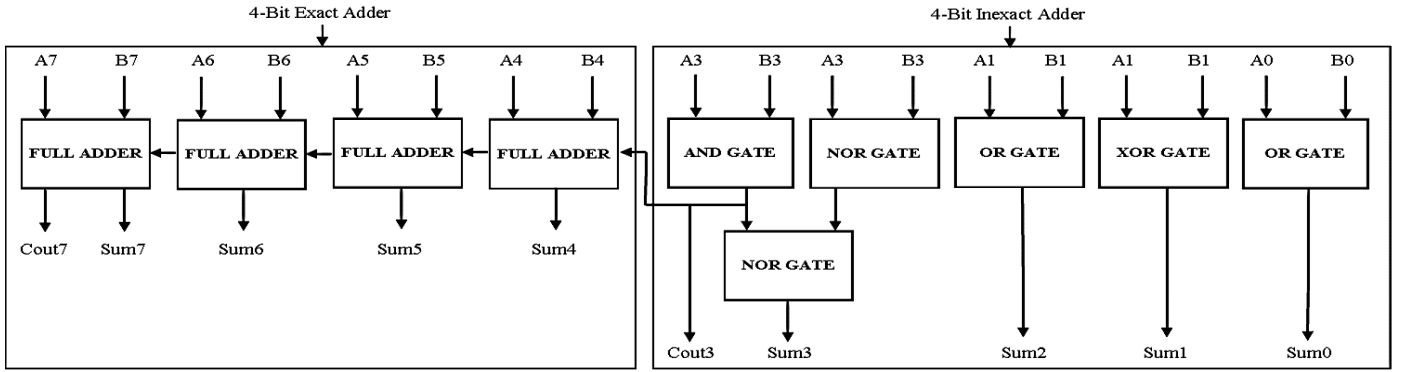 4-Bit Exact Adder 4-Bit Inexact Adder
A7 B7 A6 B6 A5 B5 A4 B4 A3 B3 A3 B3 A1 B1 A1 B1 A0 B0
FULL ADDER FULL ADDER FULL ADDER FULL ADDER AND GATE NOR GATE OR GATE XOR GATE OR GATE
Cout7 Sum7 Sum6 Sum5 Sum4
NOR GATE
Cout3 Sum3 Sum2 Sum1 Sum0